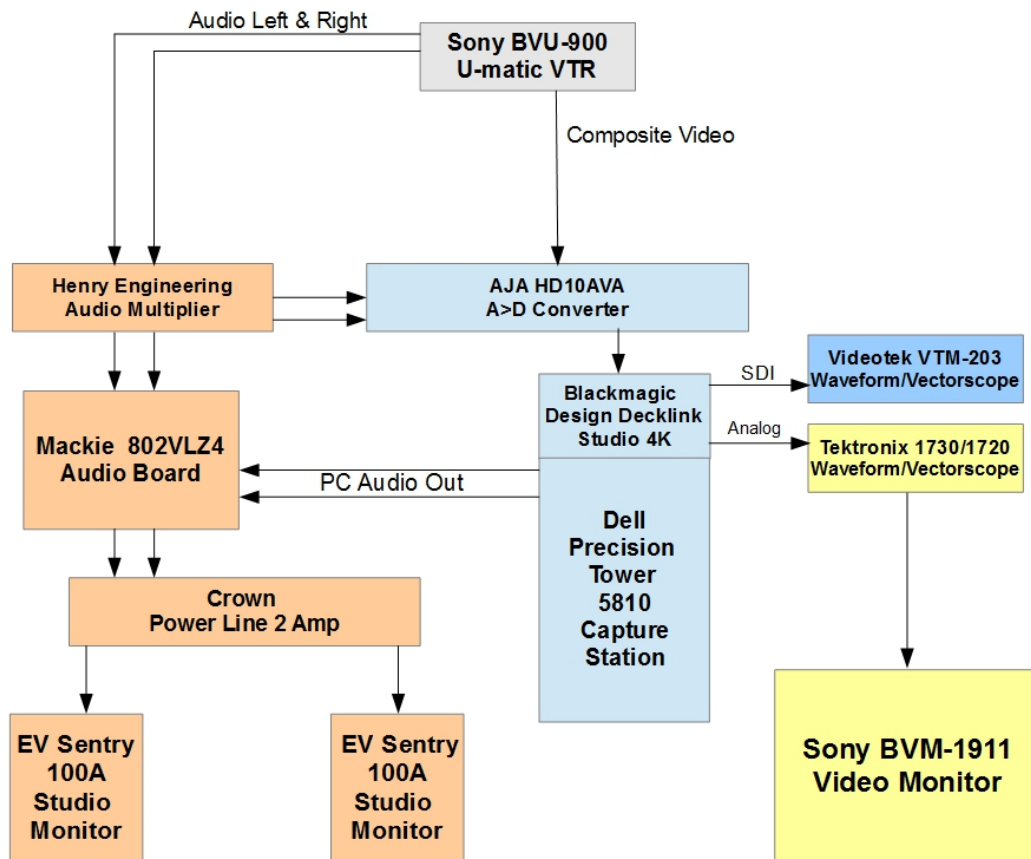 Audio Left & Right
Sony BVU-900
U-matic VTR
Composite Video
Henry Engineering
Audio Multiplier
AJA HD10AVA
A>D Converter
Videotek VTM-203
Waveform/Vectorscope
SDI
Blackmagic
Design Decklink
Studio 4K
Analog
Tektronix 1730/1720
Waveform/Vectorscope
Mackie 802VLZ4
Audio Board
PC Audio Out
Dell
Precision
Tower
5810
Capture
Station
Crown
Power Line 2 Amp
EV Sentry
100A
Studio
Monitor
EV Sentry
100A
Studio
Monitor
Sony BVM-1911
Video Monitor